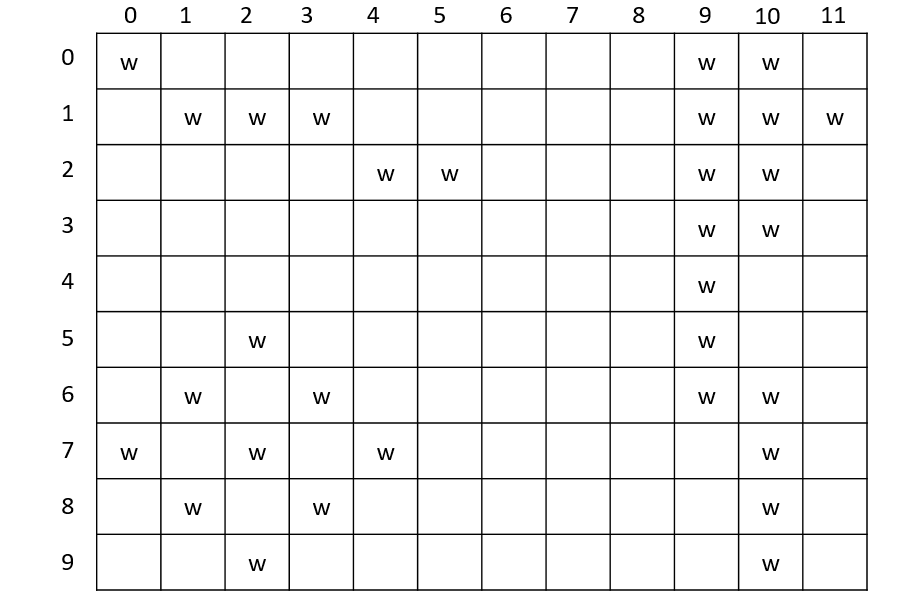 0 1 2 3 4 5 6 7 8 9 10 11
0 w w w
1 w w w w w w
2 w w w w
3 w w
4 w
5 w w
6 w w w w
7 w w w w
8 w w w
9 w w